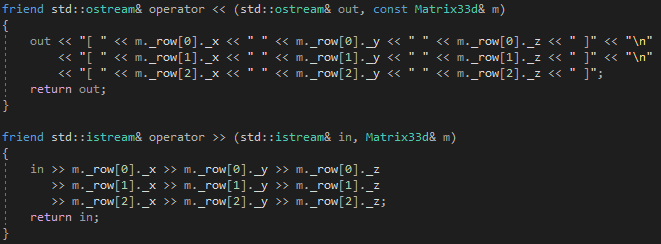 friend std::ostream& operator << (std::ostream& out, const Matrix33d& m)
{
    out << "[ " << m._row[0]._x << " " << m._row[0]._y << " " << m._row[0]._z << " ]" << "\n"
        << "[ " << m._row[1]._x << " " << m._row[1]._y << " " << m._row[1]._z << " ]" << "\n"
        << "[ " << m._row[2]._x << " " << m._row[2]._y << " " << m._row[2]._z << " ]";
    return out;
}

friend std::istream& operator >> (std::istream& in, Matrix33d& m)
{
    in >> m._row[0]._x >> m._row[0]._y >> m._row[0]._z
       >> m._row[1]._x >> m._row[1]._y >> m._row[1]._z
       >> m._row[2]._x >> m._row[2]._y >> m._row[2]._z;
    return in;
}